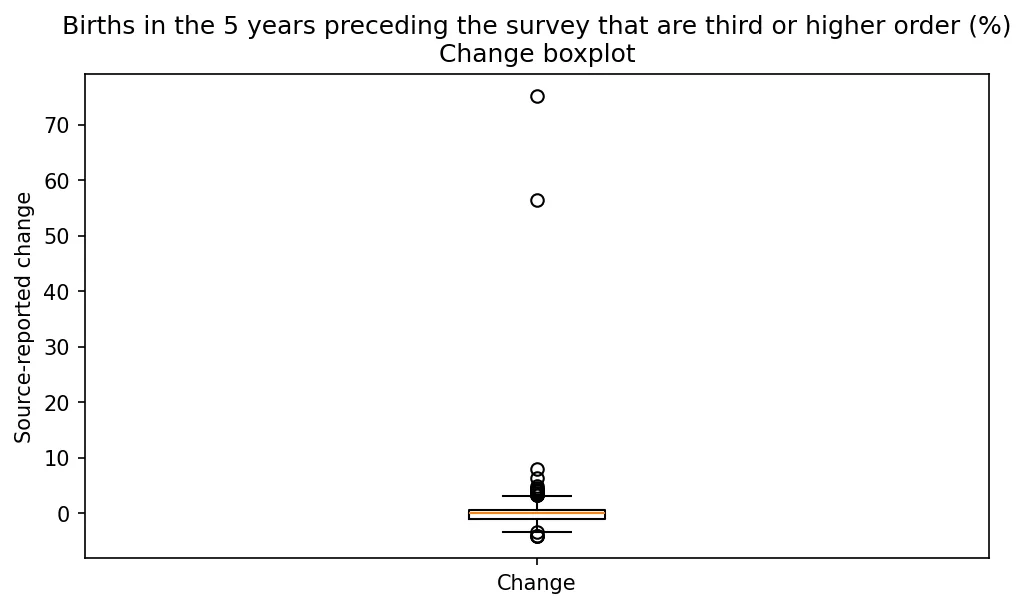 Births in the 5 years preceding the survey that are third or higher order (%)
Change boxplot
Source-reported change
70
60
50
40
30
20
10
0
Change